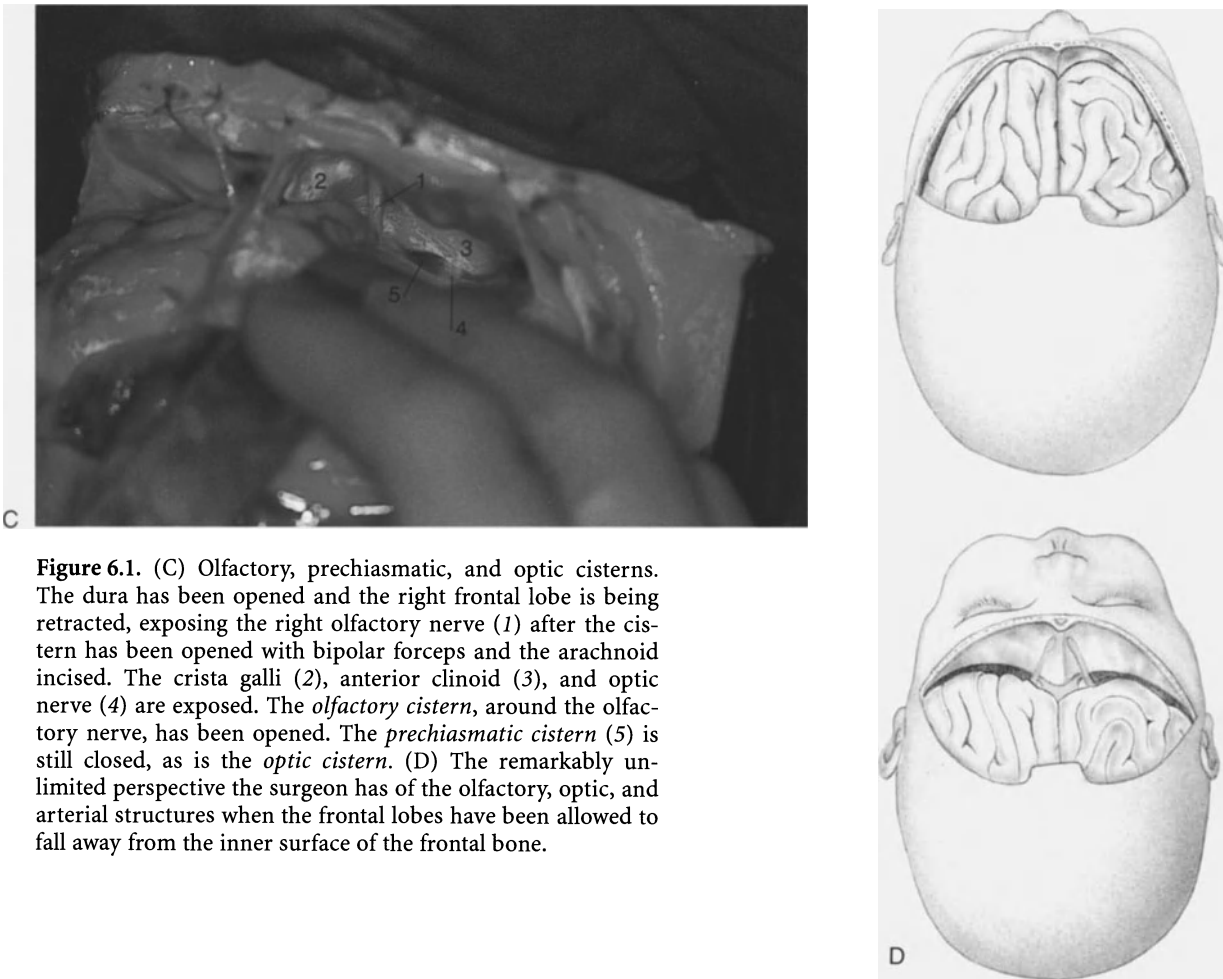 2
1
3
5
4
C
Figure 6.1. (C) Olfactory, prechiasmatic, and optic cisterns.
The dura has been opened and the right frontal lobe is being
retracted, exposing the right olfactory nerve (1) after the cis-
tern has been opened with bipolar forceps and the arachnoid
incised. The crista galli (2), anterior clinoid (3), and optic
nerve (4) are exposed. The olfactory cistern, around the olfac-
tory nerve, has been opened. The prechiasmatic cistern (5) is
still closed, as is the optic cistern. (D) The remarkably un-
limited perspective the surgeon has of the olfactory, optic, and
arterial structures when the frontal lobes have been allowed to
fall away from the inner surface of the frontal bone.
D